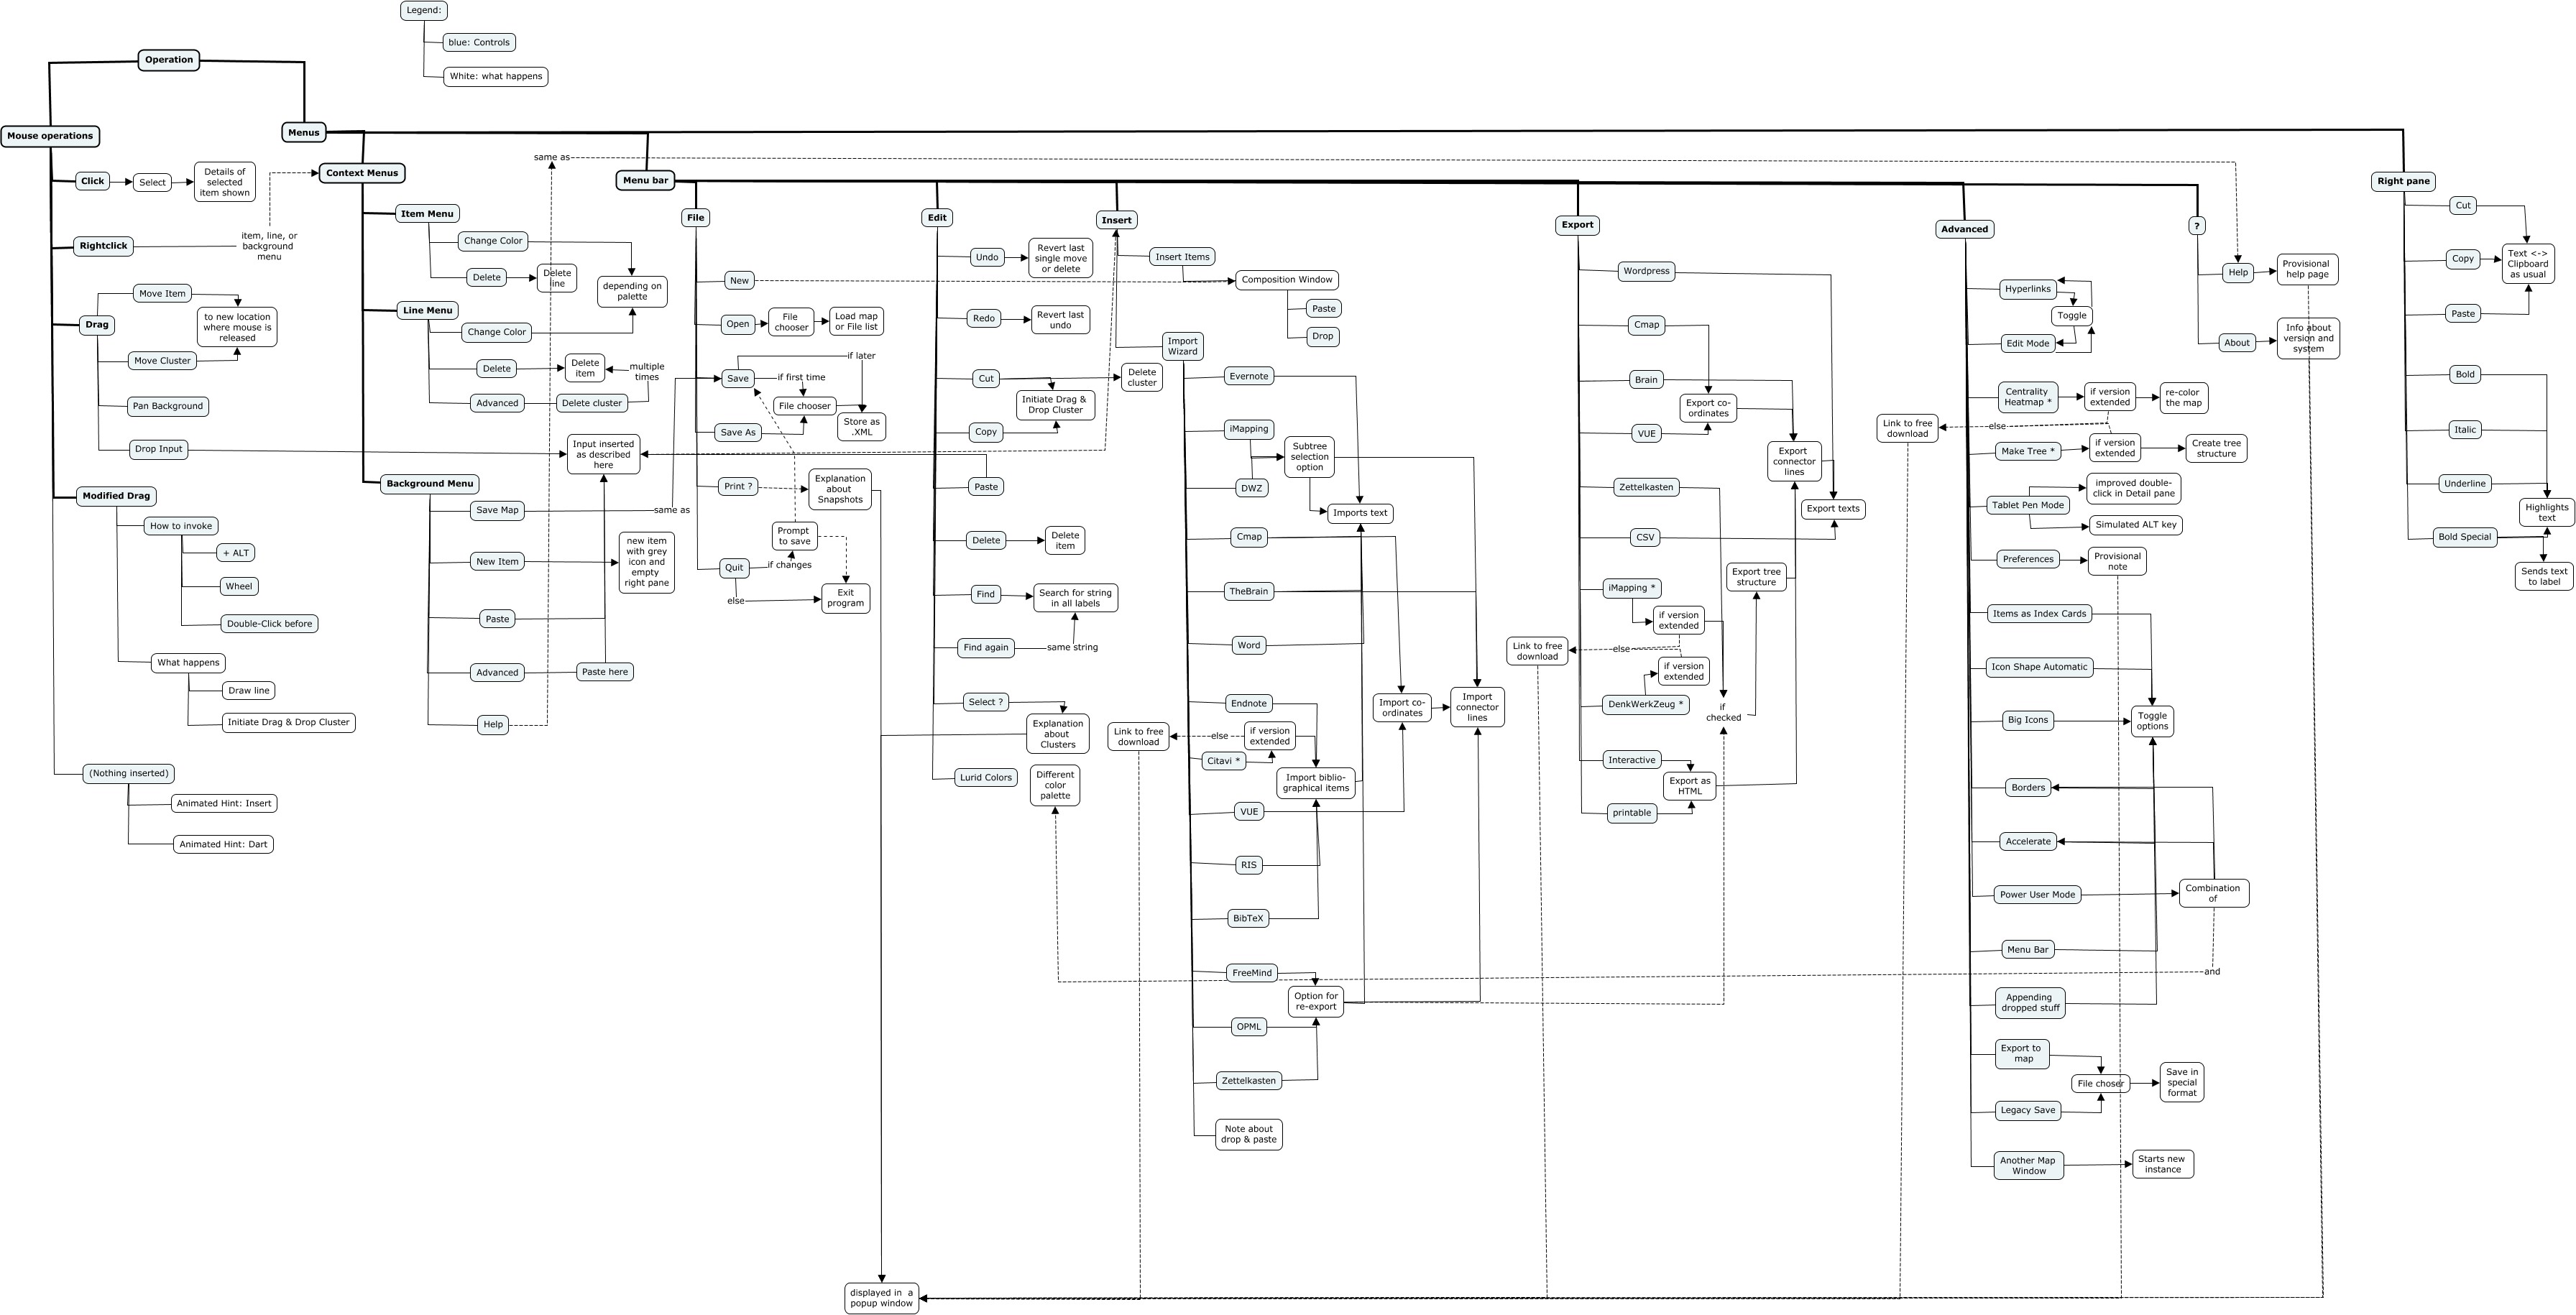 Legend:
blue: Controls
White: what happens
Operation
Mouse operations
Menus
Click
Select
Details of
selected
item shown
Rightclick
item, line, or
background
menu
Drag
Move Item
to new location
where mouse is
released
Move Cluster
Pan Background
Drop Input
Modified Drag
How to invoke
+ ALT
Wheel
Double-Click before
What happens
Draw line
Initiate Drag & Drop Cluster
(Nothing inserted)
Animated Hint: Insert
Animated Hint: Dart
Context Menus
same as
Item Menu
Change Color
Delete
Delete
line
depending on
palette
Line Menu
Change Color
Delete
Delete
item
multiple
times
Advanced
Delete cluster
Input inserted
as described
here
Background Menu
Save Map
same as
New Item
new item
with grey
icon and
empty
right pane
Paste
Advanced
Paste here
Help
Menu bar
File
New
Open
File
chooser
Load map
or File list
if later
Save
if first time
File chooser
Store as
.XML
Save As
Print ?
Explanation
about
Snapshots
Prompt
to save
Quit
if changes
else
Exit
program
Edit
Undo
Revert last
single move
or delete
Redo
Revert last
undo
Cut
Delete
cluster
Initiate Drag &
Drop Cluster
Copy
Paste
Delete
Delete
item
Find
Search for string
in all labels
Find again
same string
Select ?
Explanation
about
Clusters
Lurid Colors
Different
color
palette
Insert
Insert Items
Composition Window
Paste
Drop
Import
Wizard
Evernote
iMapping
Subtree
selection
option
DWZ
Imports text
Cmap
TheBrain
Word
Endnote
Import co-
ordinates
Import
connector
lines
Link to free
download
else
if version
extended
Citavi *
Import biblio-
graphical items
VUE
RIS
BibTeX
FreeMind
Option for
re-export
OPML
Zettelkasten
Note about
drop & paste
displayed in  a
popup window
Export
Wordpress
Cmap
Brain
Export co-
ordinates
VUE
Export
connector
lines
Zettelkasten
Export texts
CSV
Export tree
structure
iMapping *
if version
extended
Link to free
download
else
if version
extended
DenkWerkZeug *
if
checked
Interactive
Export as
HTML
printable
Advanced
Hyperlinks
Toggle
Edit Mode
Centrality
Heatmap *
if version
extended
re-color
the map
Link to free
download
else
Make Tree *
if version
extended
Create tree
structure
Tablet Pen Mode
improved double-
click in Detail pane
Simulated ALT key
Preferences
Provisional
note
Items as Index Cards
Icon Shape Automatic
Big Icons
Toggle
options
Borders
Accelerate
Power User Mode
Combination
of
Menu Bar
and
Appending
dropped stuff
Export to
map
File choser
Save in
special
format
Legacy Save
Another Map
Window
Starts new
instance
?
Help
Provisional
help page
About
Info about
version and
system
Right pane
Cut
Copy
Text <->
Clipboard
as usual
Paste
Bold
Italic
Underline
Highlights
text
Bold Special
Sends text
to label